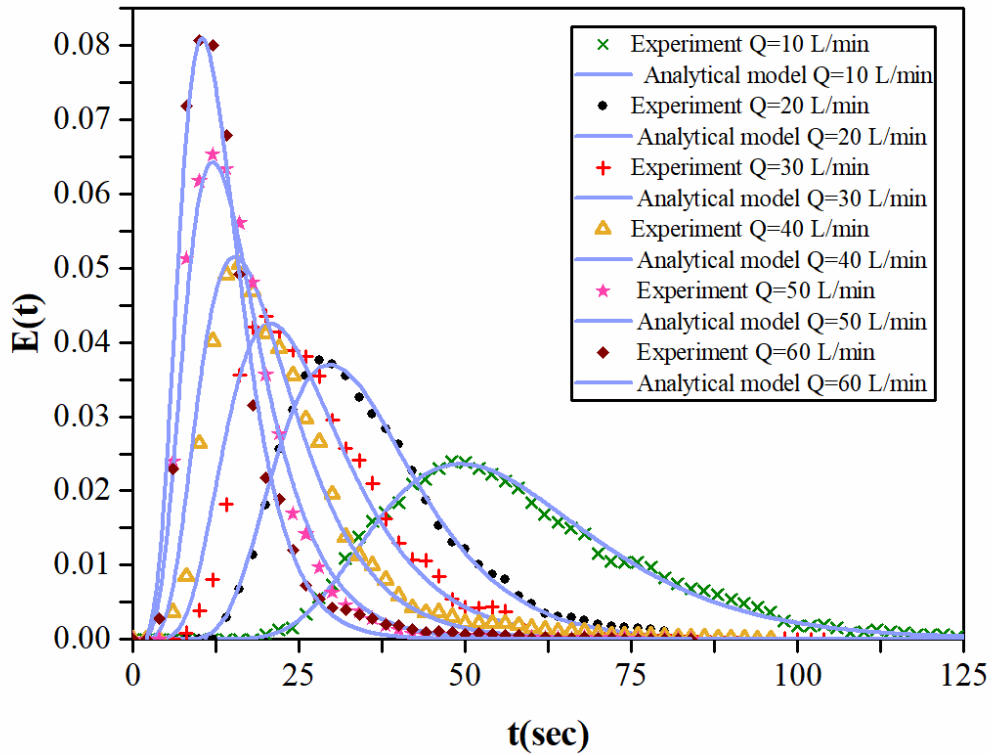 0.08
0.07
0.06
0.05
0.04
0.03
0.02
0.01
0.00
E(t)
0
25
50
75
100
125
t(sec)
Experiment Q=10 L/min
Analytical model Q=10 L/min
Experiment Q=20 L/min
Analytical model Q=20 L/min
Experiment Q=30 L/min
Analytical model Q=30 L/min
Experiment Q=40 L/min
Analytical model Q=40 L/min
Experiment Q=50 L/min
Analytical model Q=50 L/min
Experiment Q=60 L/min
Analytical model Q=60 L/min